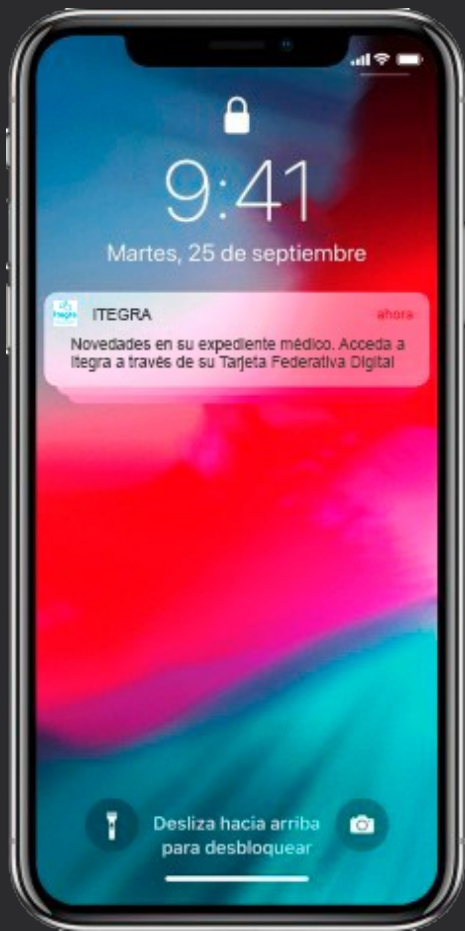 9:41
Martes, 25 de septiembre
Itegra
ITEGRA
ahora
Novedades en su expediente médico. Acceda a
Itegra a través de su Tarjeta Federativa Digital
Desliza hacia arriba
para desbloquear